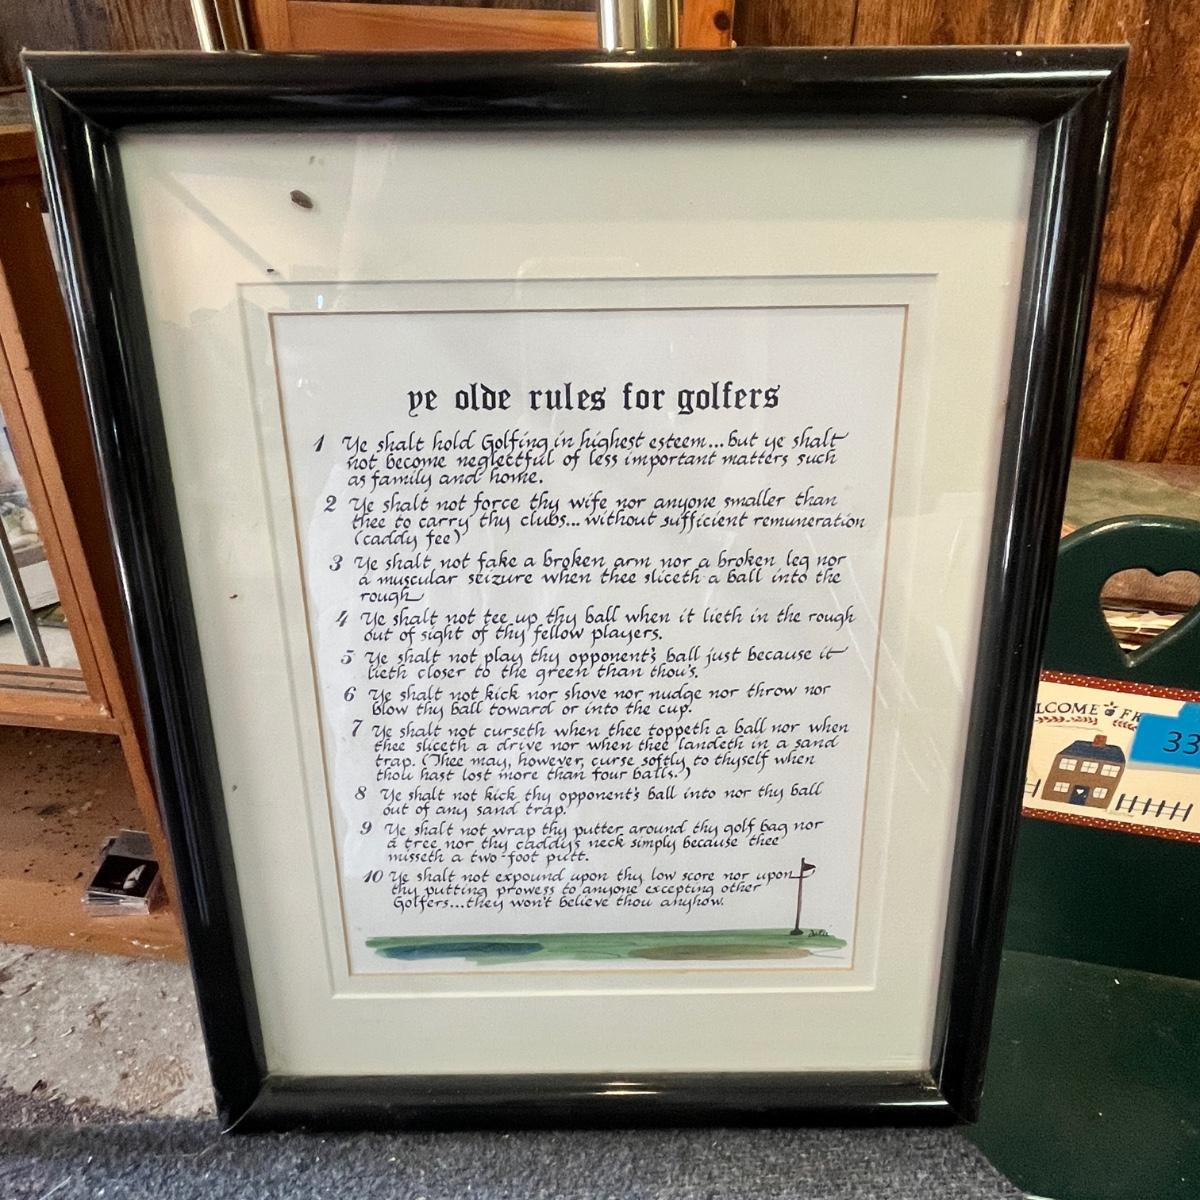 ye olde rules for golfers
1 Ye shalt hold Golfing in highest esteem...but ye shalt
not become neglectful of less important matters such
as family and home.
2 Ye shalt not force thy wife nor anyone smaller than
thee to carry thy clubs...without sufficient remuneration
(caddy fee)
3 Ye shalt not fake a broken arm nor a broken leg nor
a muscular seizure when thee sliceth a ball into the
rough
4 Ye shalt not tee up thy ball when it lieth in the rough
out of sight of thy fellow players.
5 Ye shalt not play thy opponent's ball just because it
lieth closer to the green than thou's.
6 Ye shalt not kick nor shove nor nudge nor throw nor
blow thy ball toward or into the cup.
7 Ye shalt not curseth when thee toppeth a ball nor when
thee sliceth a drive nor when thee landeth in a sand
trap. (Thee may, however, curse softly to thyself when
thou hast lost more than four balls.)
8 Ye shalt not kick thy opponent's ball into nor thy ball
out of any sand trap.
9 Ye shalt not wrap thy putter around thy golf bag nor
a tree nor thy caddy's neck simply because thee
misseth a two-foot putt.
10 Ye shalt not expound upon thy low score nor upon
thy putting prowess to anyone excepting other
Golfers...they won't believe thou anyhow.
LCOME FR
33